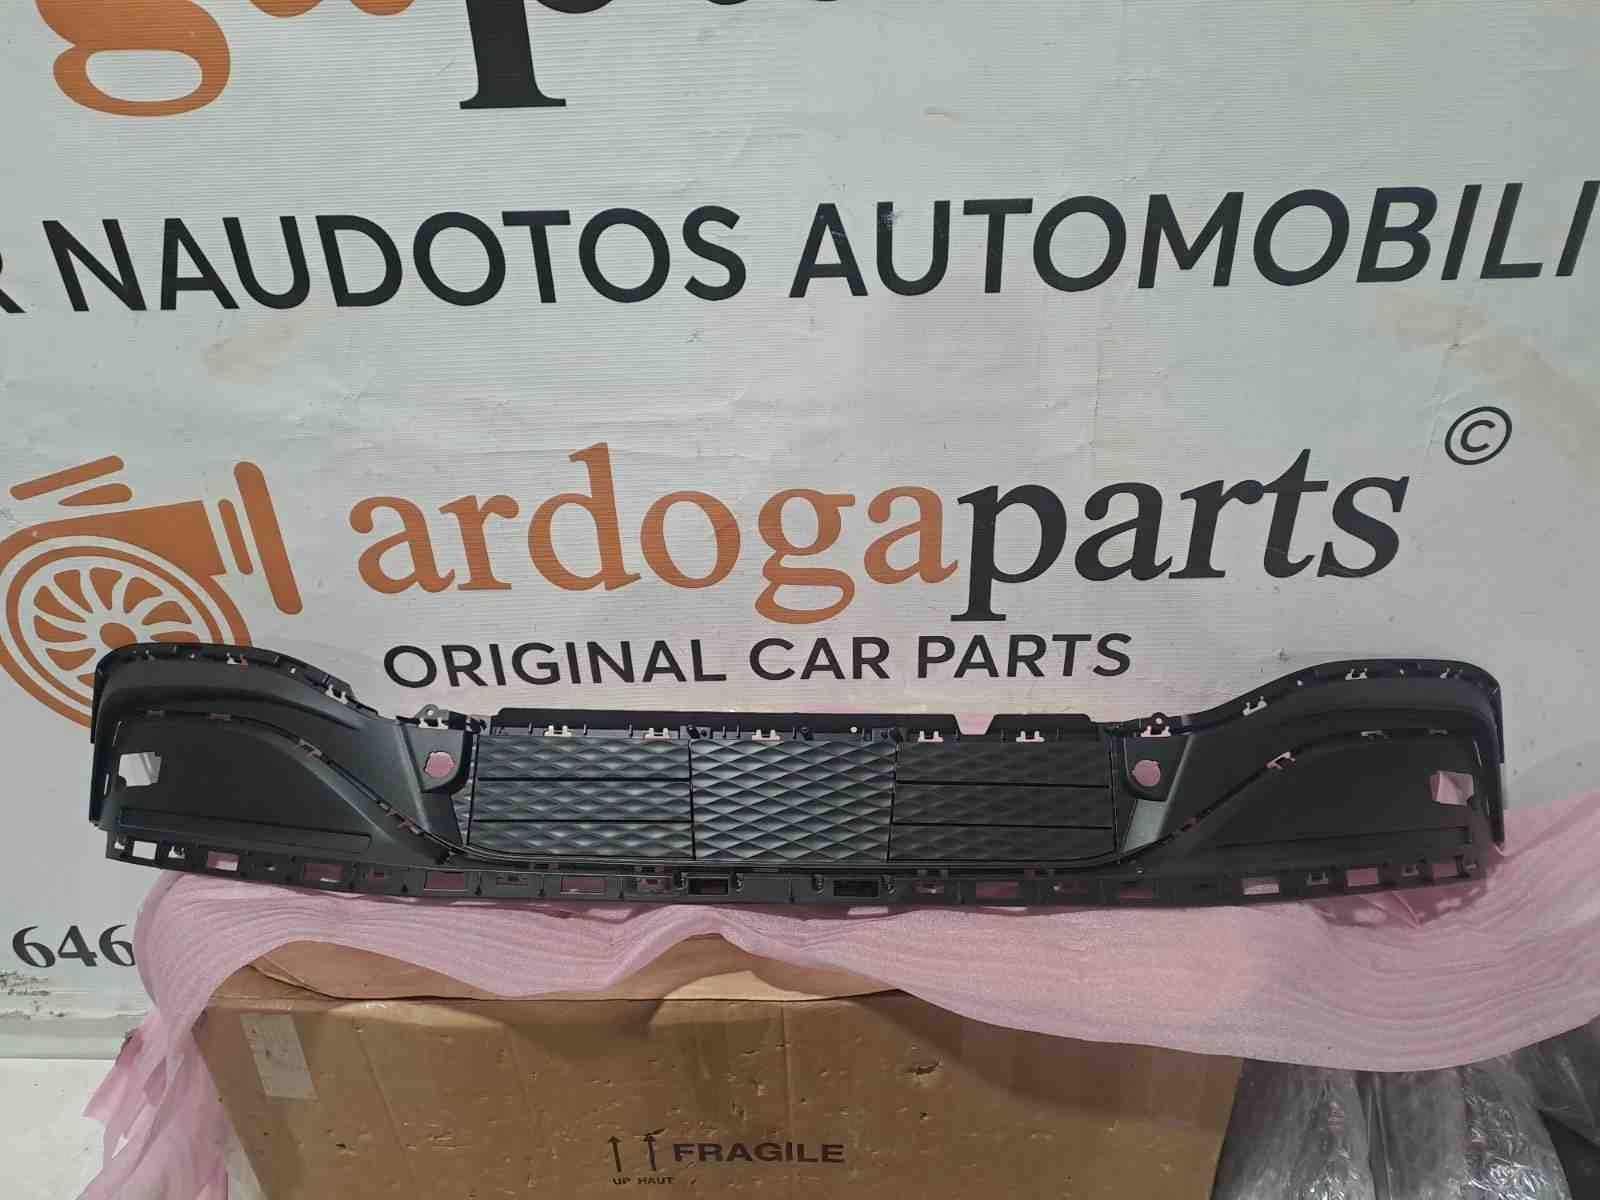 NAUDOTOS AUTOMOBILI
ardogaparts ©
ORIGINAL CAR PARTS
646
FRAGILE
UP HAUT